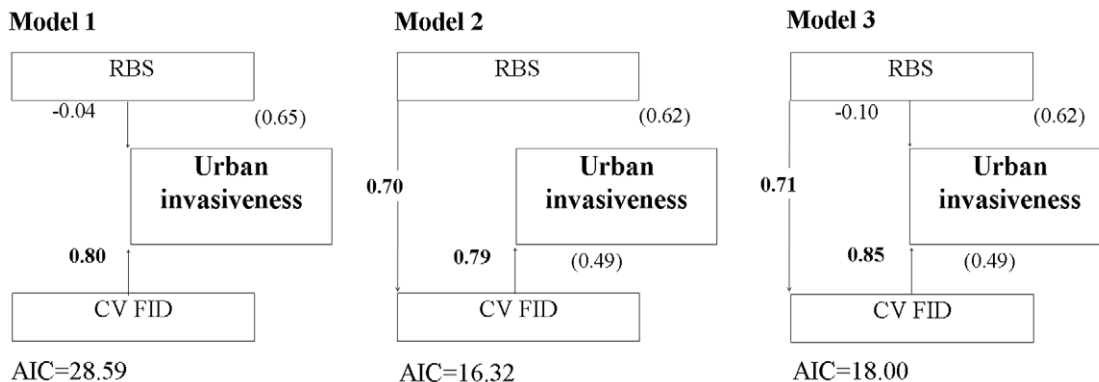 Model 1
RBS
-0.04
(0.65)
Urban
invasiveness
0.80
CV FID
AIC=28.59
Model 2
RBS
(0.62)
0.70
Urban
invasiveness
0.79
(0.49)
CV FID
AIC=16.32
Model 3
RBS
-0.10
(0.62)
0.71
Urban
invasiveness
0.85
(0.49)
CV FID
AIC=18.00